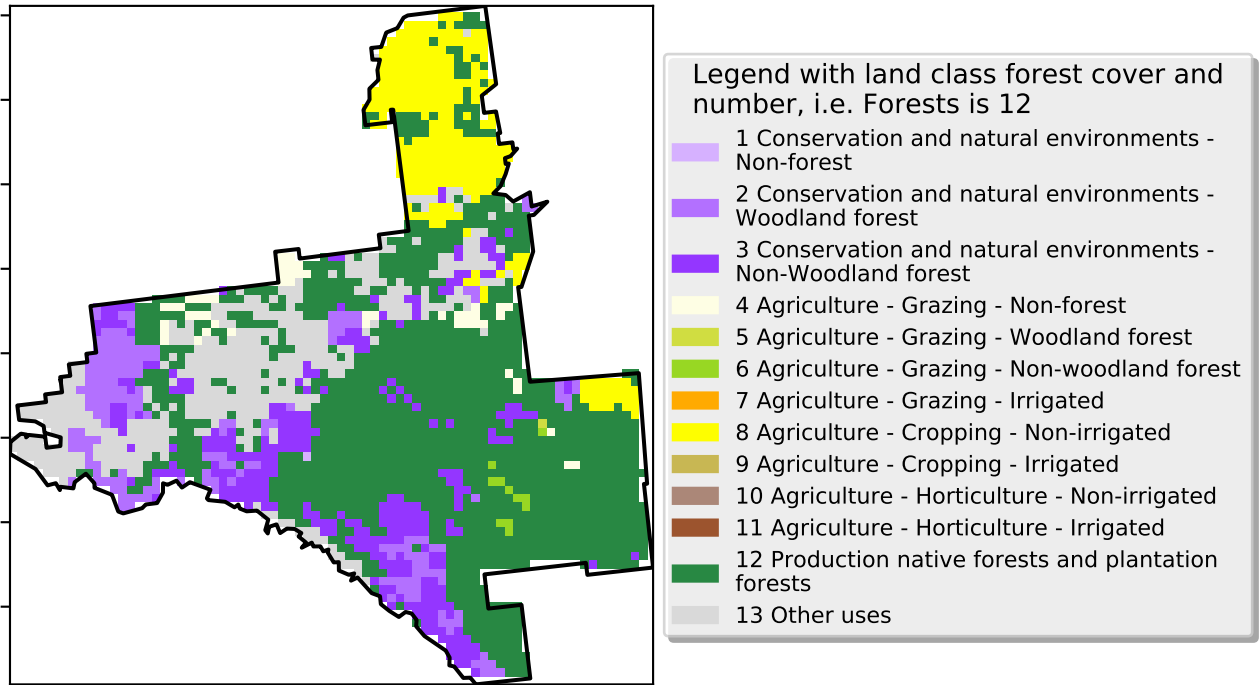 Legend with land class forest cover and
number, i.e. Forests is 12
1 Conservation and natural environments -
Non-forest
2 Conservation and natural environments -
Woodland forest
3 Conservation and natural environments -
Non-Woodland forest
4 Agriculture - Grazing - Non-forest
5 Agriculture - Grazing - Woodland forest
6 Agriculture - Grazing - Non-woodland forest
7 Agriculture - Grazing - Irrigated
8 Agriculture - Cropping - Non-irrigated
9 Agriculture - Cropping - Irrigated
10 Agriculture - Horticulture - Non-irrigated
11 Agriculture - Horticulture - Irrigated
12 Production native forests and plantation
forests
13 Other uses